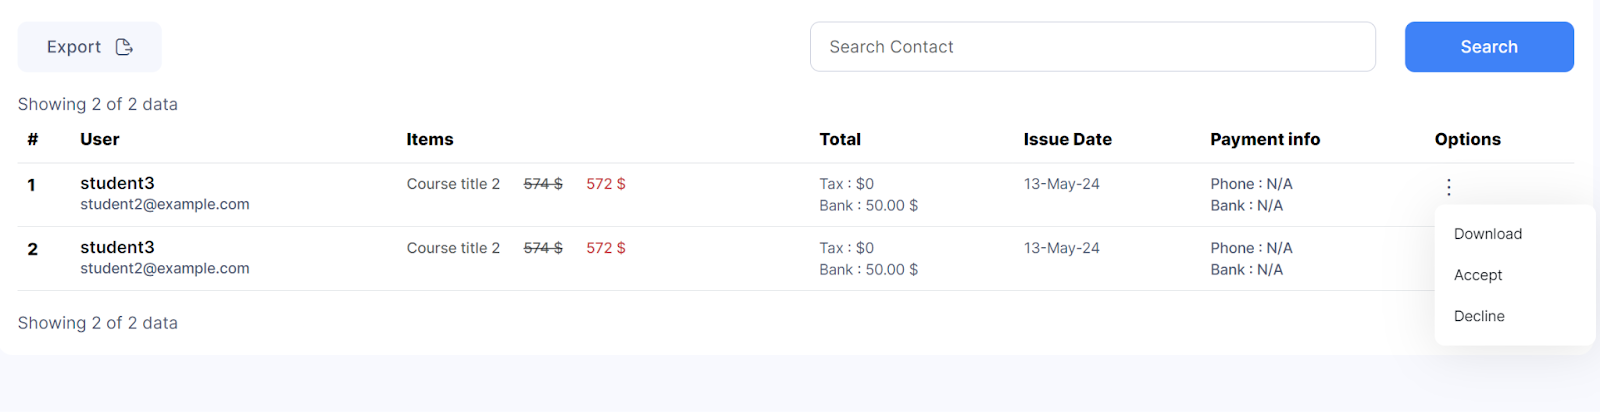 Export
Search Contact
Search
Showing 2 of 2 data
# User Items Total Issue Date Payment info Options
1 student3 Course title 2 574 $ 572 $ Tax : $0 13-May-24 Phone : N/A
student2@example.com Bank : 50.00 $ Bank : N/A
Download
2 student3 Course title 2 574 $ 572 $ Tax : $0 13-May-24 Phone : N/A
student2@example.com Bank : 50.00 $ Bank : N/A
Accept
Decline
Showing 2 of 2 data